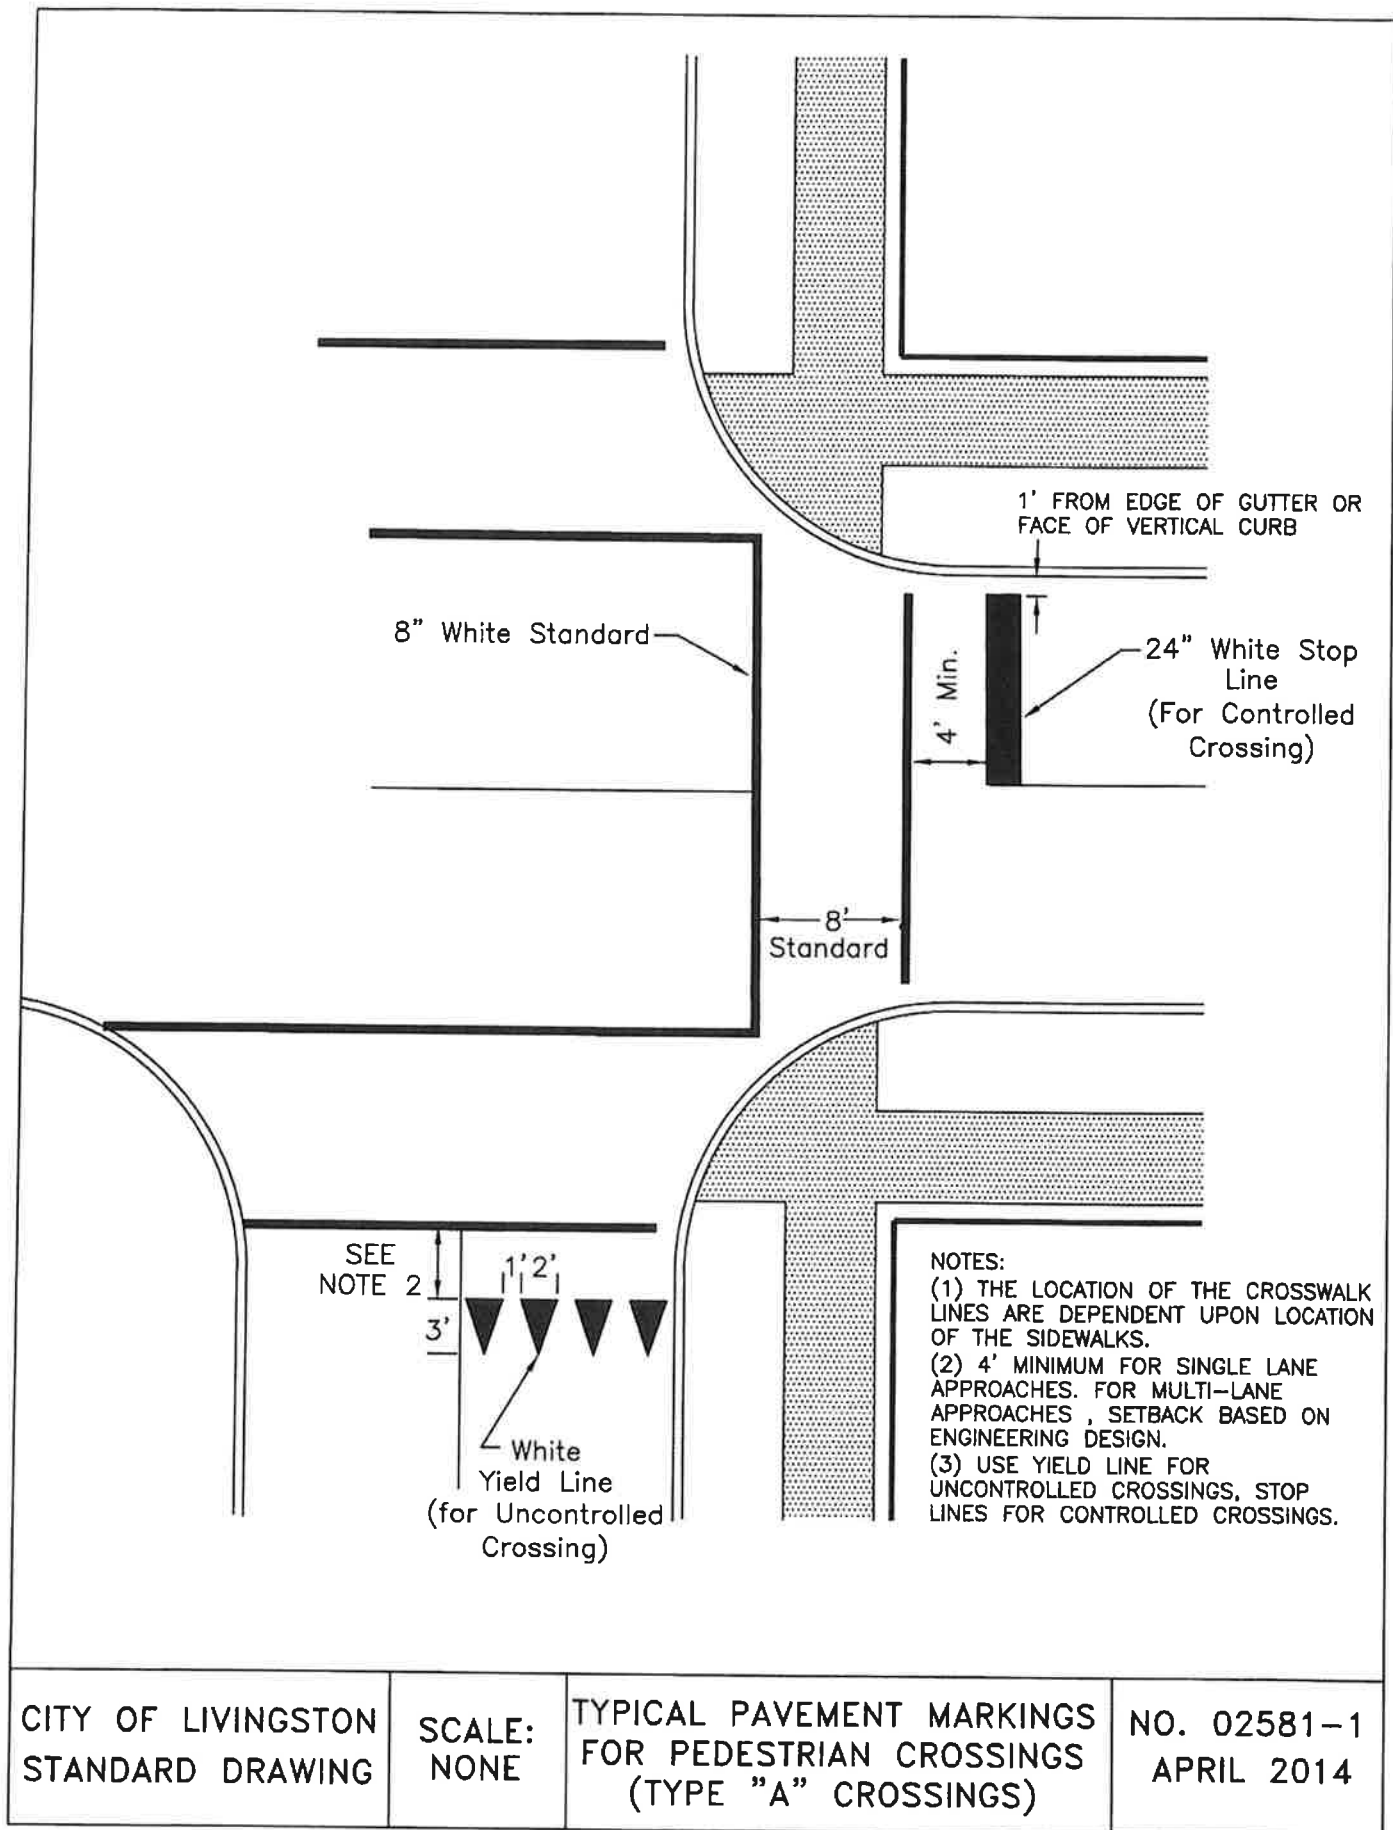 1' FROM EDGE OF GUTTER OR
FACE OF VERTICAL CURB
8" White Standard
4' Min.
24" White Stop
Line
(For Controlled
Crossing)
8'
Standard
SEE
NOTE 2
1' 2'
3'
White
Yield Line
(for Uncontrolled
Crossing)
NOTES:
(1) THE LOCATION OF THE CROSSWALK
LINES ARE DEPENDENT UPON LOCATION
OF THE SIDEWALKS.
(2) 4' MINIMUM FOR SINGLE LANE
APPROACHES. FOR MULTI-LANE
APPROACHES , SETBACK BASED ON
ENGINEERING DESIGN.
(3) USE YIELD LINE FOR
UNCONTROLLED CROSSINGS, STOP
LINES FOR CONTROLLED CROSSINGS.
CITY OF LIVINGSTON
STANDARD DRAWING
SCALE:
NONE
TYPICAL PAVEMENT MARKINGS
FOR PEDESTRIAN CROSSINGS
(TYPE "A" CROSSINGS)
NO. 02581-1
APRIL 2014